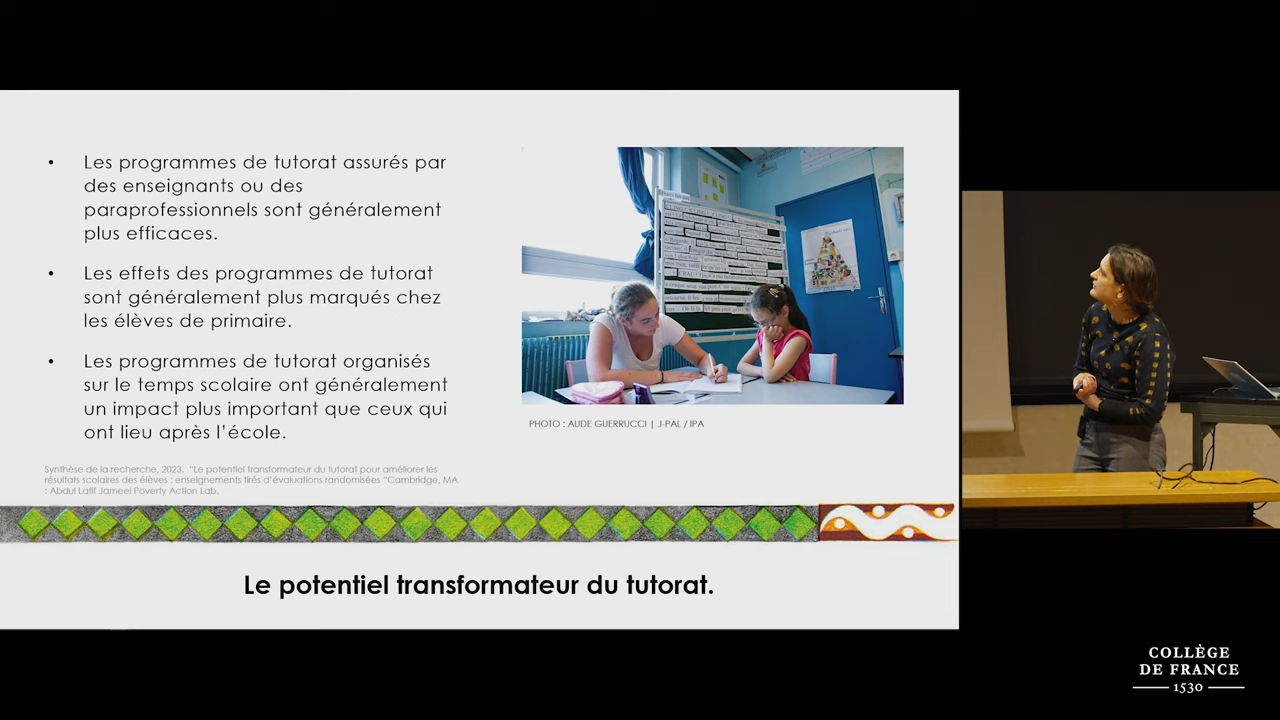 • Les programmes de tutorat assurés par
des enseignants ou des
paraprofessionnels sont généralement
plus efficaces.
• Les effets des programmes de tutorat
sont généralement plus marqués chez
les élèves de primaire.
• Les programmes de tutorat organisés
sur le temps scolaire ont généralement
un impact plus important que ceux qui
ont lieu après l'école.
Synthèse de la recherche, 2023. "Le potentiel transformateur du tutorat pour améliorer les
résultats scolaires des élèves : enseignements tirés d'évaluations randomisées "Cambridge, MA
: Abdul Latif Jameel Poverty Action Lab.
PHOTO : AUDE GUERRUCCI | J-PAL / IPA
Le potentiel transformateur du tutorat.
COLLÈGE
DE FRANCE
1530